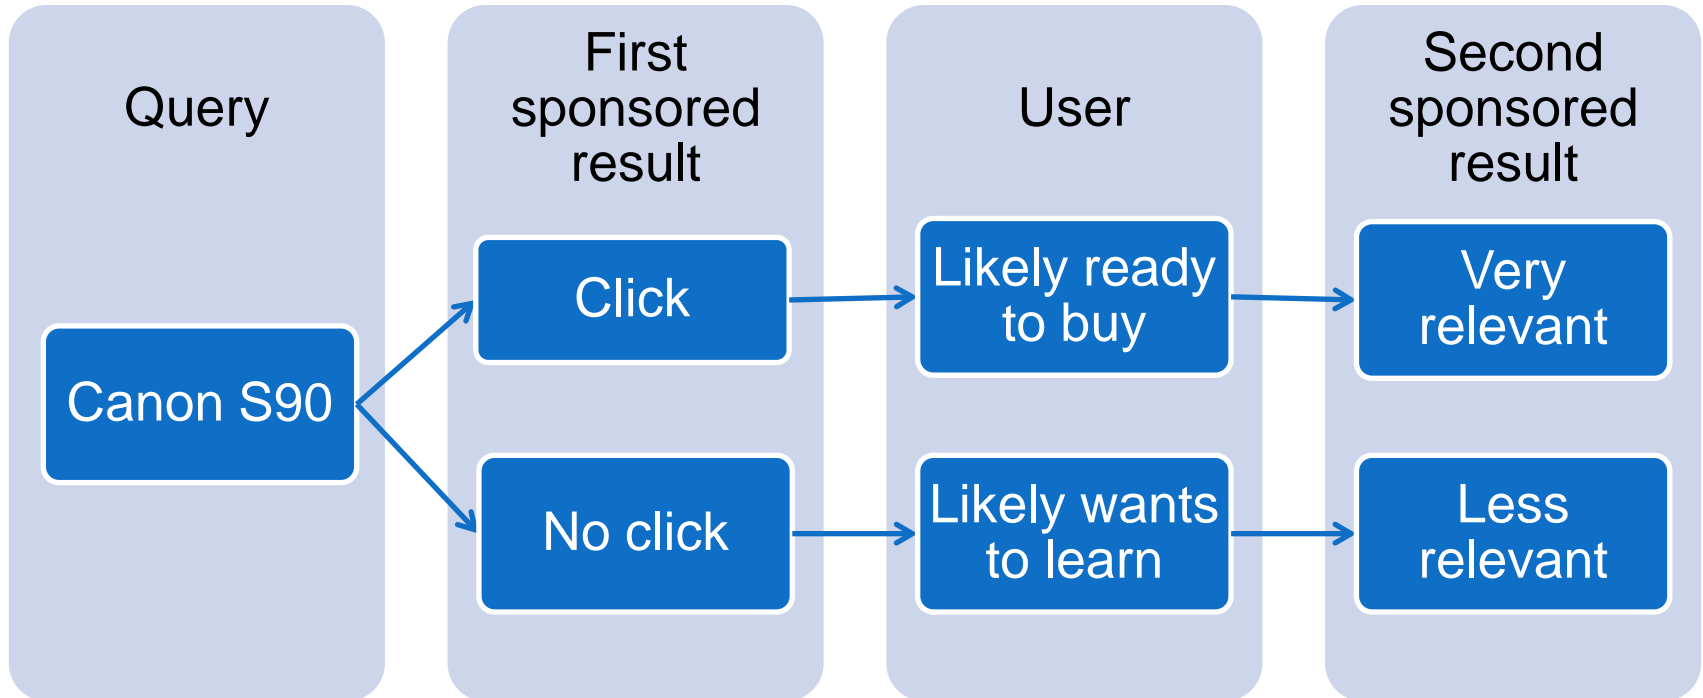 Query
First
sponsored
result
User
Second
sponsored
result
Canon S90
Click
Likely ready
to buy
Very
relevant
No click
Likely wants
to learn
Less
relevant